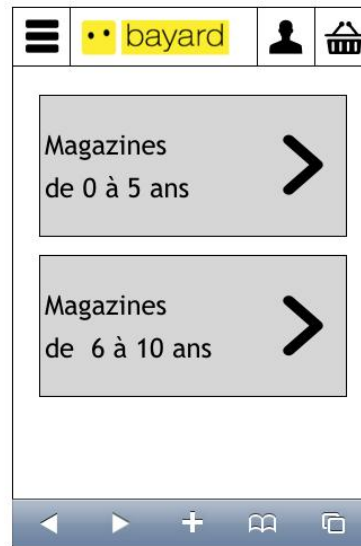 bayard
Magazines
de 0 à 5 ans
Magazines
de 6 à 10 ans